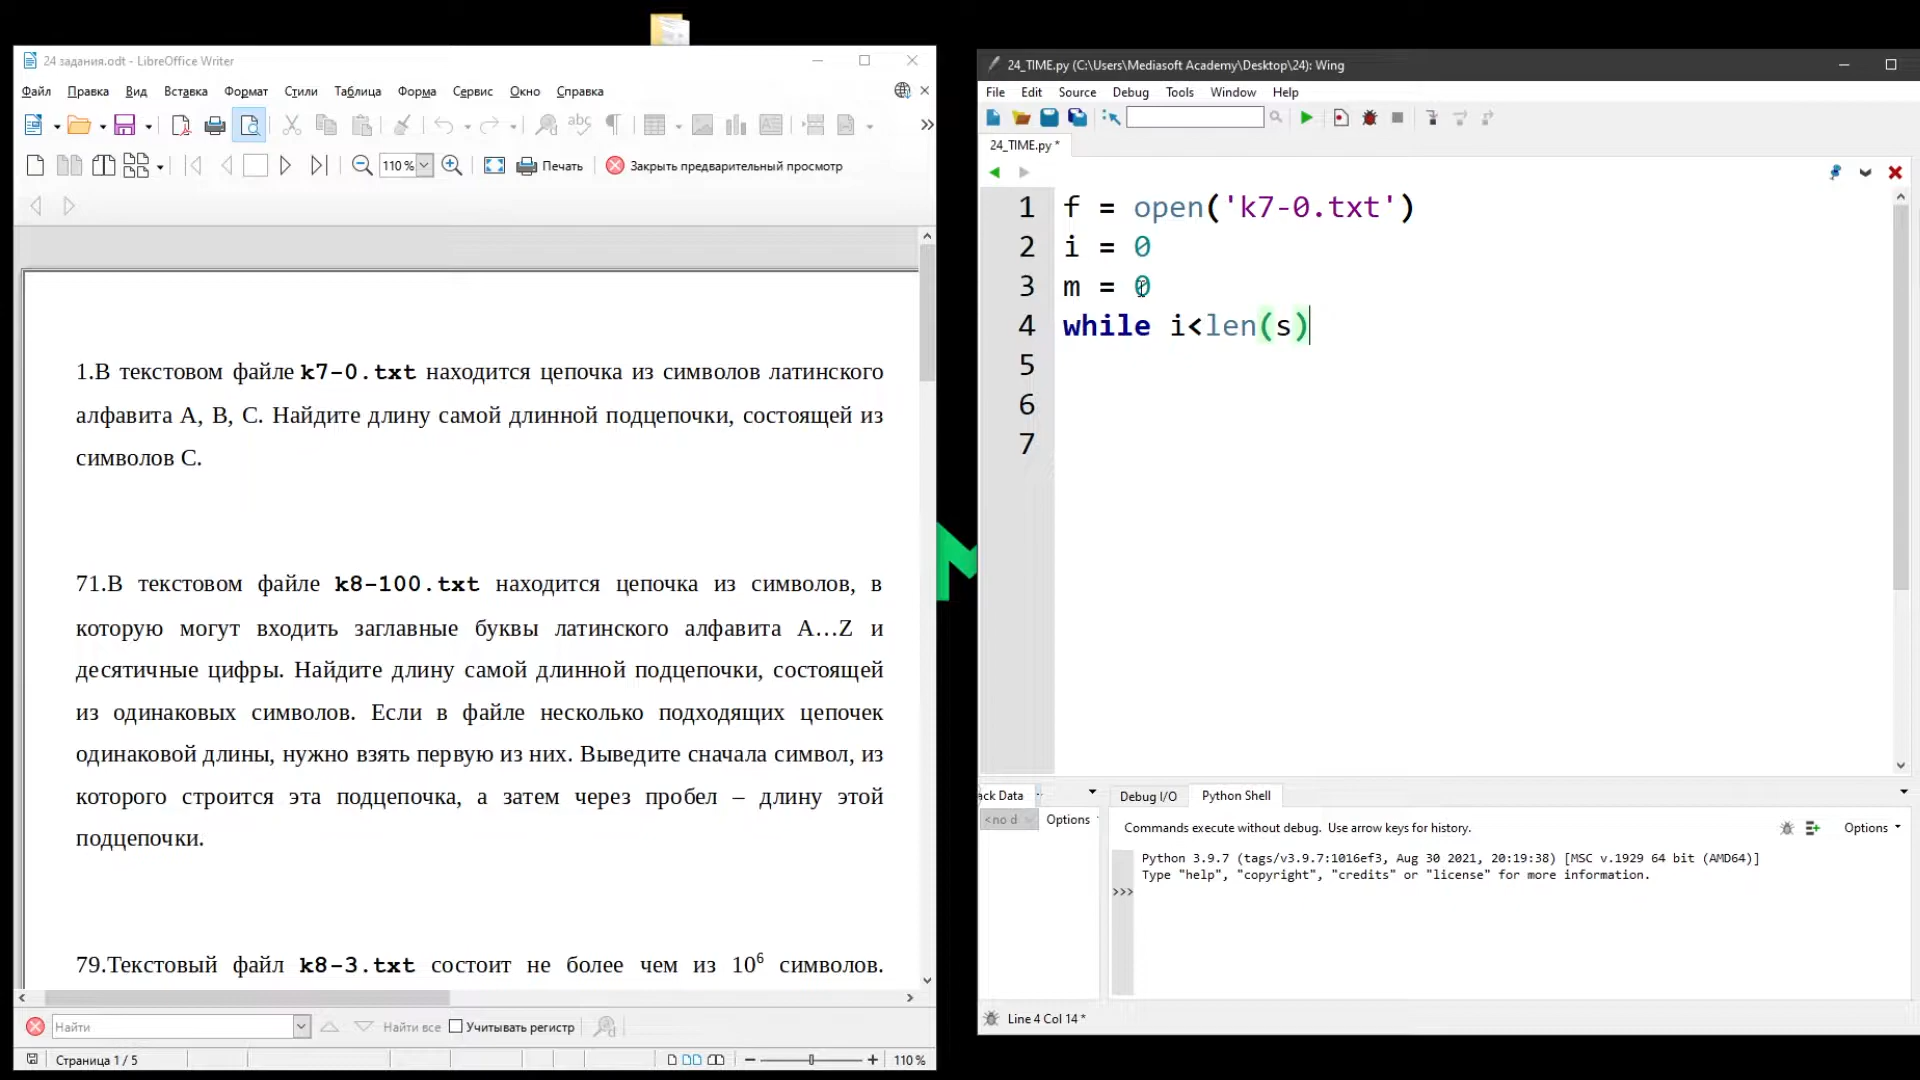 24 задания.odt - LibreOffice Writer
Файл Правка Вид Вставка Формат Стили Таблица Форма Сервис Окно Справка
110 % Печать Закрыть предварительный просмотр
1.В текстовом файле k7-0.txt находится цепочка из символов латинского
алфавита A, B, C. Найдите длину самой длинной подцепочки, состоящей из
символов C.
71.В текстовом файле k8-100.txt находится цепочка из символов, в
которую могут входить заглавные буквы латинского алфавита A…Z и
десятичные цифры. Найдите длину самой длинной подцепочки, состоящей
из одинаковых символов. Если в файле несколько подходящих цепочек
одинаковой длины, нужно взять первую из них. Выведите сначала символ, из
которого строится эта подцепочка, а затем через пробел – длину этой
подцепочки.
79.Текстовый файл k8-3.txt состоит не более чем из 10⁶ символов.
Найти Найти все Учитывать регистр
Страница 1 / 5 110 %
24_TIME.py (C:\Users\Mediasoft Academy\Desktop\24): Wing
File Edit Source Debug Tools Window Help
24_TIME.py *
1 f = open('k7-0.txt')
2 i = 0
3 m = 0
4 while i<len(s)
5
6
7
ack Data Debug I/O Python Shell
<no d Options Commands execute without debug. Use arrow keys for history. Options
Python 3.9.7 (tags/v3.9.7:1016ef3, Aug 30 2021, 20:19:38) [MSC v.1929 64 bit (AMD64)]
Type "help", "copyright", "credits" or "license" for more information.
>>>
Line 4 Col 14 *